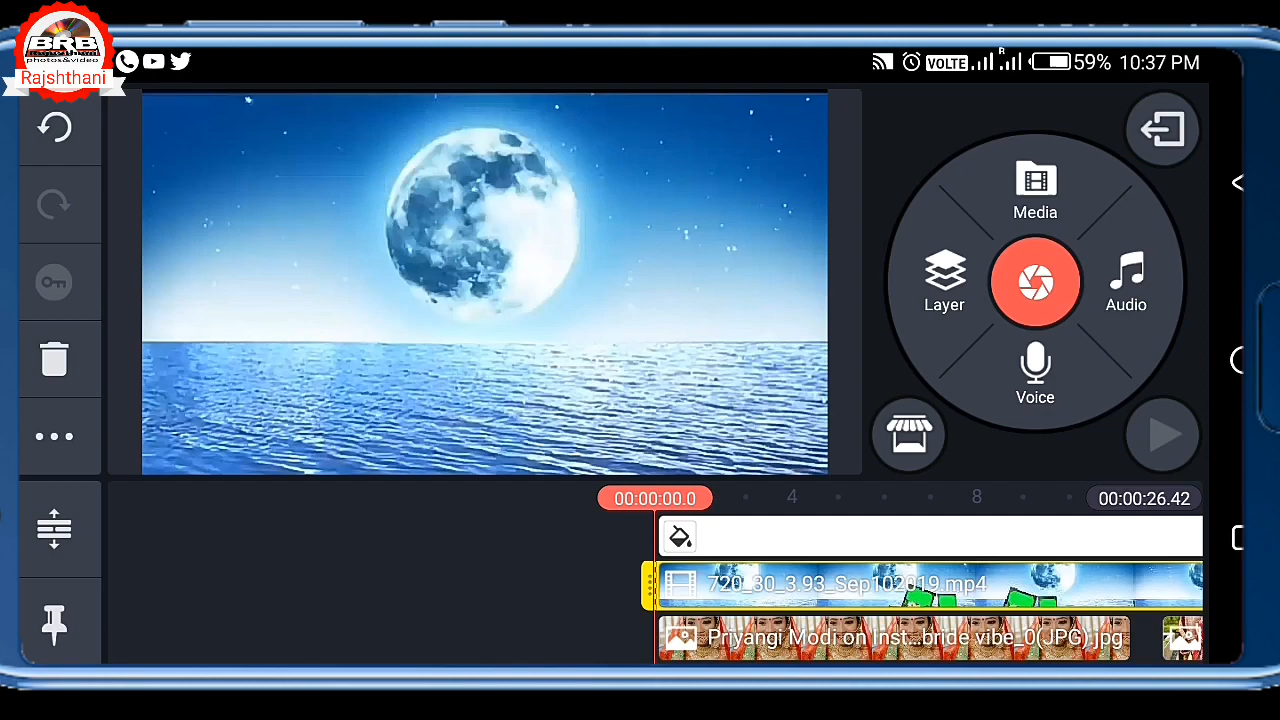 BRB
photos&video
Rajshthani
VOLTE
R
59%
10:37 PM
Media
Layer
Audio
Voice
00:00:00.0
4
8
00:00:26.42
720_30_3.93_Sep102019.mp4
Priyangi Modi on Inst...bride vibe_0(JPG).jpg